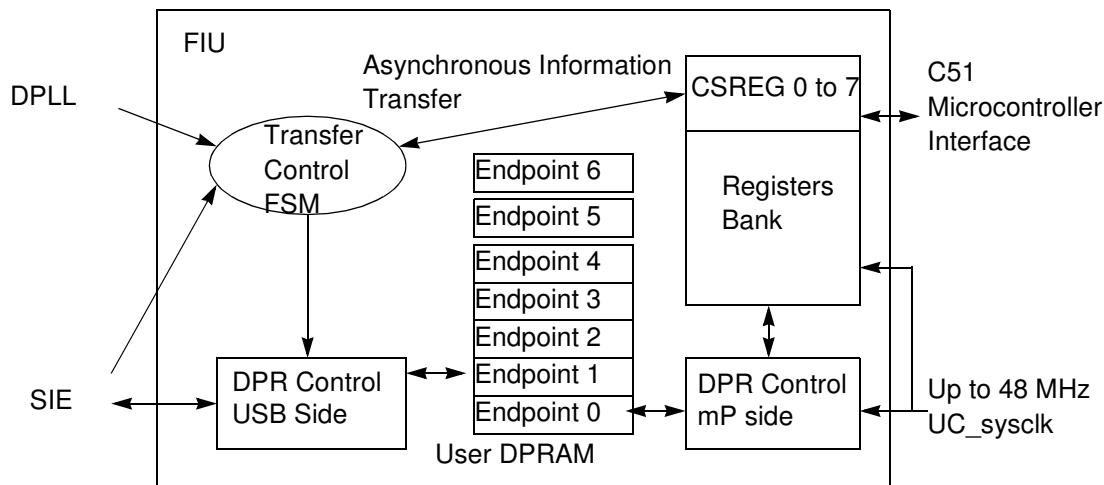 FIU
DPLL
Asynchronous Information
Transfer
CSREG 0 to 7
C51
Microcontroller
Interface
Transfer
Control
FSM
Endpoint 6
Endpoint 5
Endpoint 4
Endpoint 3
Endpoint 2
Endpoint 1
Endpoint 0
User DPRAM
Registers
Bank
SIE
DPR Control
USB Side
DPR Control
mP side
Up to 48 MHz
UC_sysclk